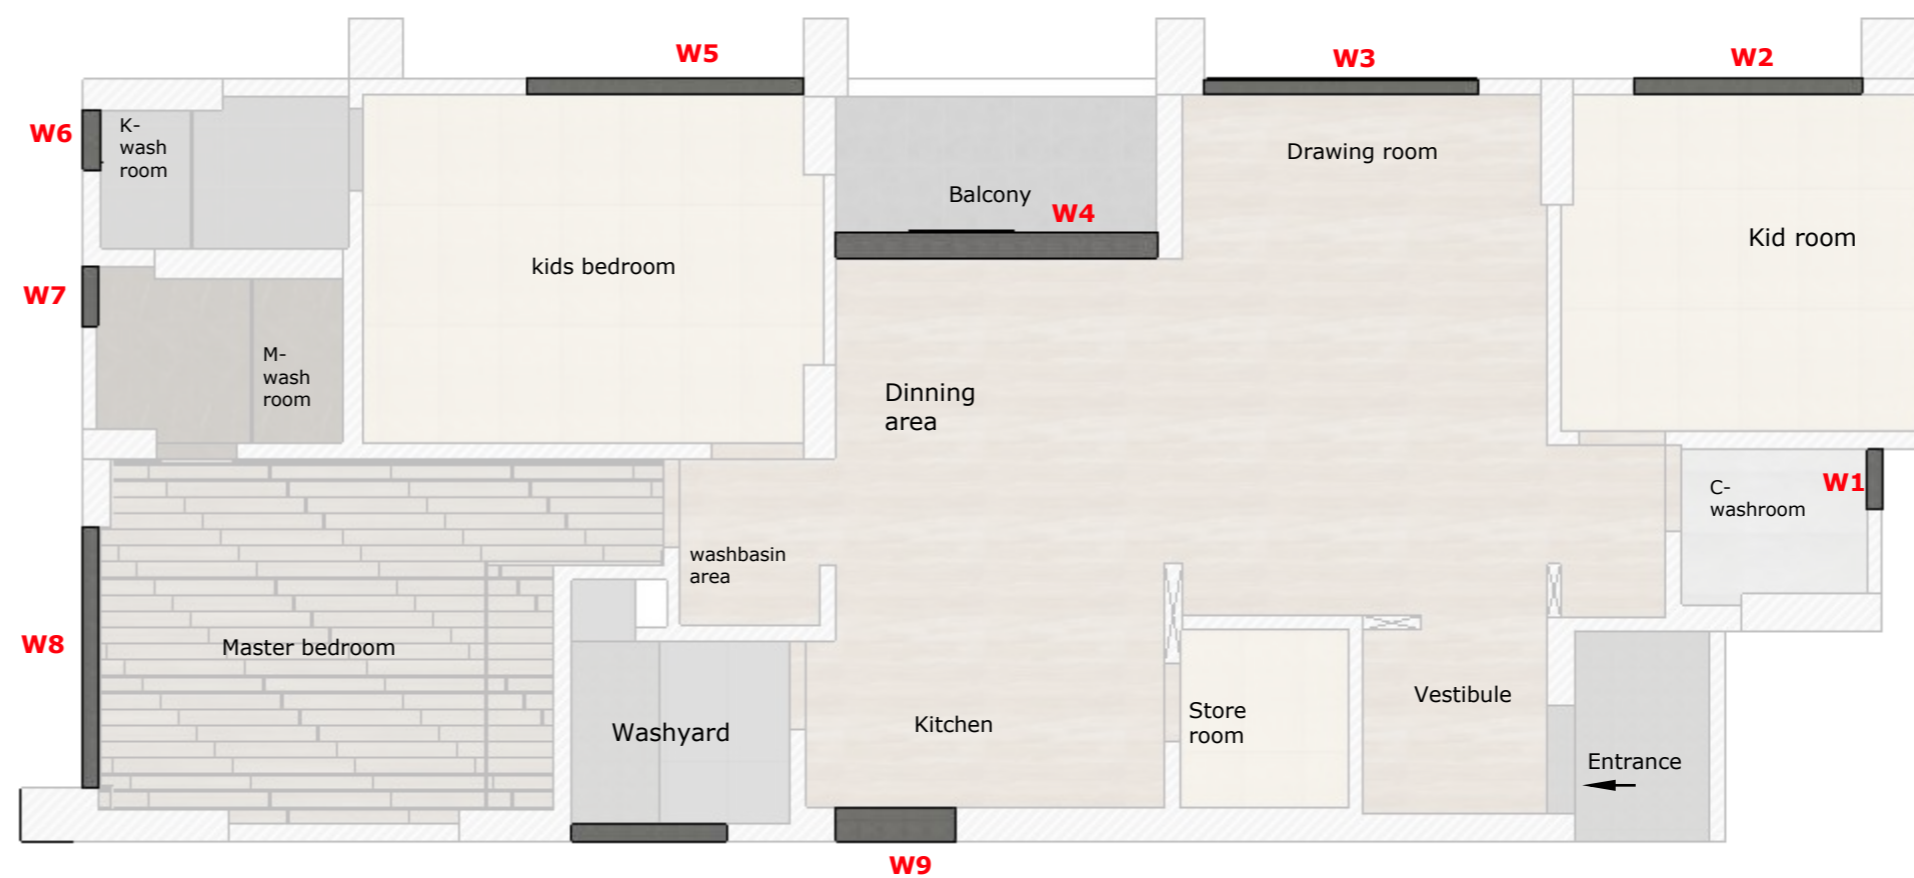 W5
W3
W2
W6
K-
wash
room
Drawing room
Balcony
W4
Kid room
kids bedroom
W7
M-
wash
room
Dinning
area
C-
washroom
W1
washbasin
area
W8
Master bedroom
Washyard
Kitchen
Store
room
Vestibule
Entrance
W9